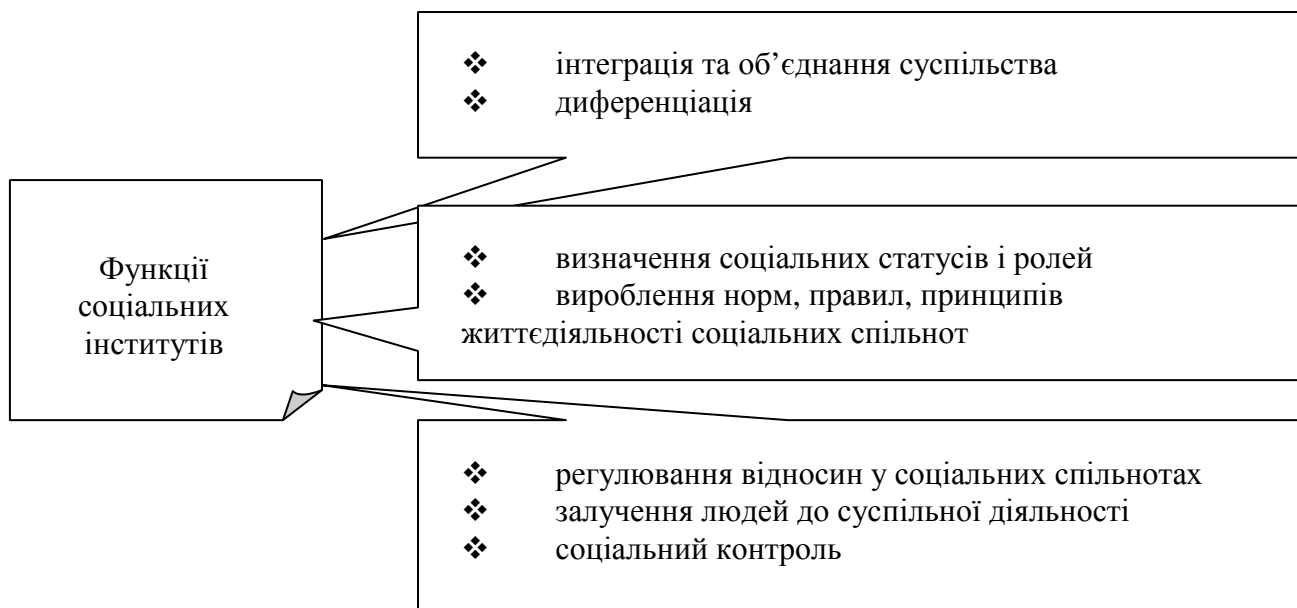 ❖ інтеграція та об’єднання суспільства
❖ диференціація
Функції
соціальних
інститутів
❖ визначення соціальних статусів і ролей
❖ вироблення норм, правил, принципів
життєдіяльності соціальних спільнот
❖ регулювання відносин у соціальних спільнотах
❖ залучення людей до суспільної діяльності
❖ соціальний контроль